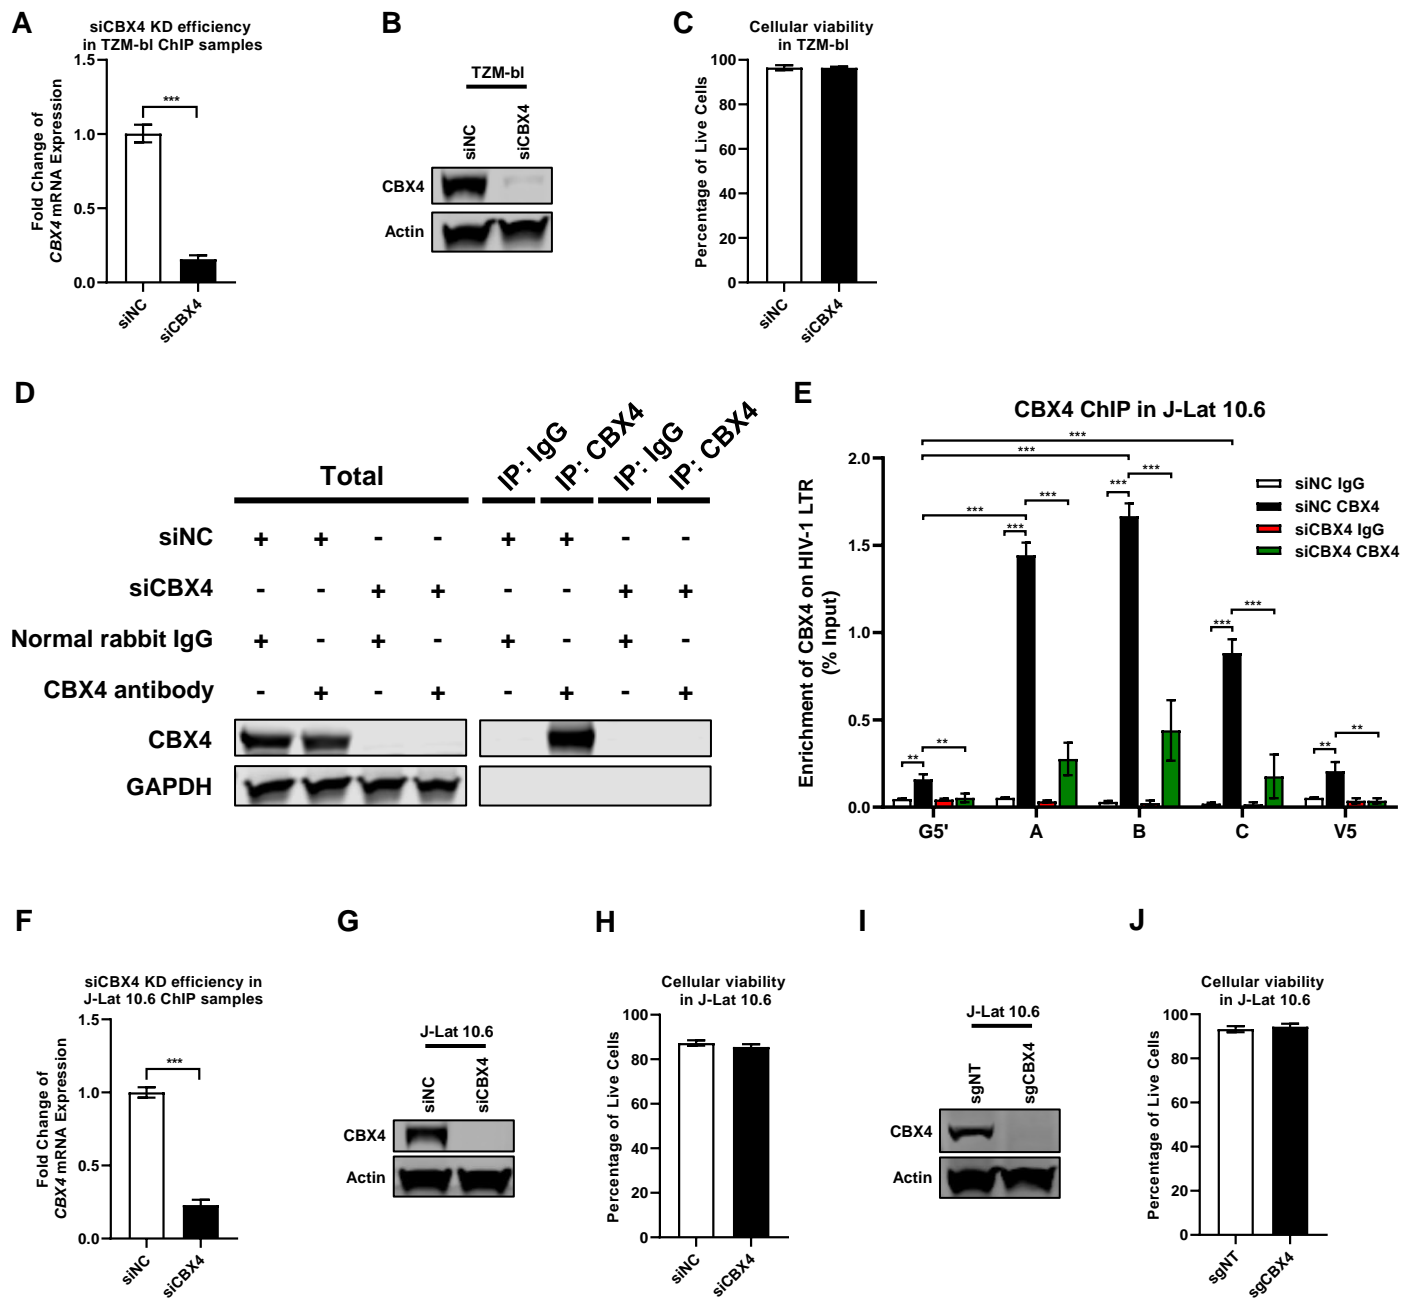 A
siCBX4 KD efficiency
in TZM-bl ChIP samples
Fold Change of
CBX4 mRNA Expression
1.5
1.0
0.5
0.0
***
siNC
siCBX4
B
TZM-bl
siNC
siCBX4
CBX4
Actin
C
Cellular viability
in TZM-bl
Percentage of Live Cells
100
80
60
40
20
0
siNC
siCBX4
D
Total
IP: IgG
IP: CBX4
IP: IgG
IP: CBX4
siNC + + - - + + - -
siCBX4 - - + + - - + +
Normal rabbit IgG + - + - + - + -
CBX4 antibody - + - + - + - +
CBX4
GAPDH
E
CBX4 ChIP in J-Lat 10.6
Enrichment of CBX4 on HIV-1 LTR
(% Input)
2.0
1.5
1.0
0.5
0.0
***
***
***
***
***
***
***
***
***
**
**
**
**
siNC IgG
siNC CBX4
siCBX4 IgG
siCBX4 CBX4
G5'
A
B
C
V5
F
siCBX4 KD efficiency in
J-Lat 10.6 ChIP samples
Fold Change of
CBX4 mRNA Expression
1.5
1.0
0.5
0.0
***
siNC
siCBX4
G
J-Lat 10.6
siNC
siCBX4
CBX4
Actin
H
Cellular viability
in J-Lat 10.6
Percentage of Live Cells
100
80
60
40
20
0
siNC
siCBX4
I
J-Lat 10.6
sgNT
sgCBX4
CBX4
Actin
J
Cellular viability
in J-Lat 10.6
Percentage of Live Cells
100
80
60
40
20
0
sgNT
sgCBX4